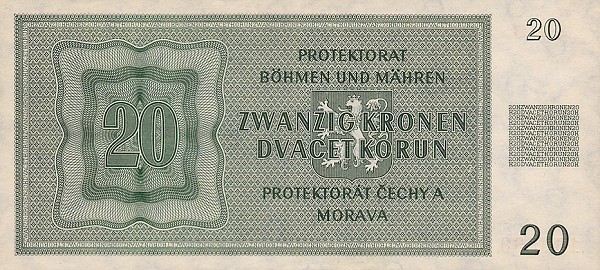 20
PROTEKTORAT
BÖHMEN UND MÄHREN
20
ZWANZIG KRONEN
DVACET KORUN
PROTEKTORÁT ČECHY A
MORAVA
20